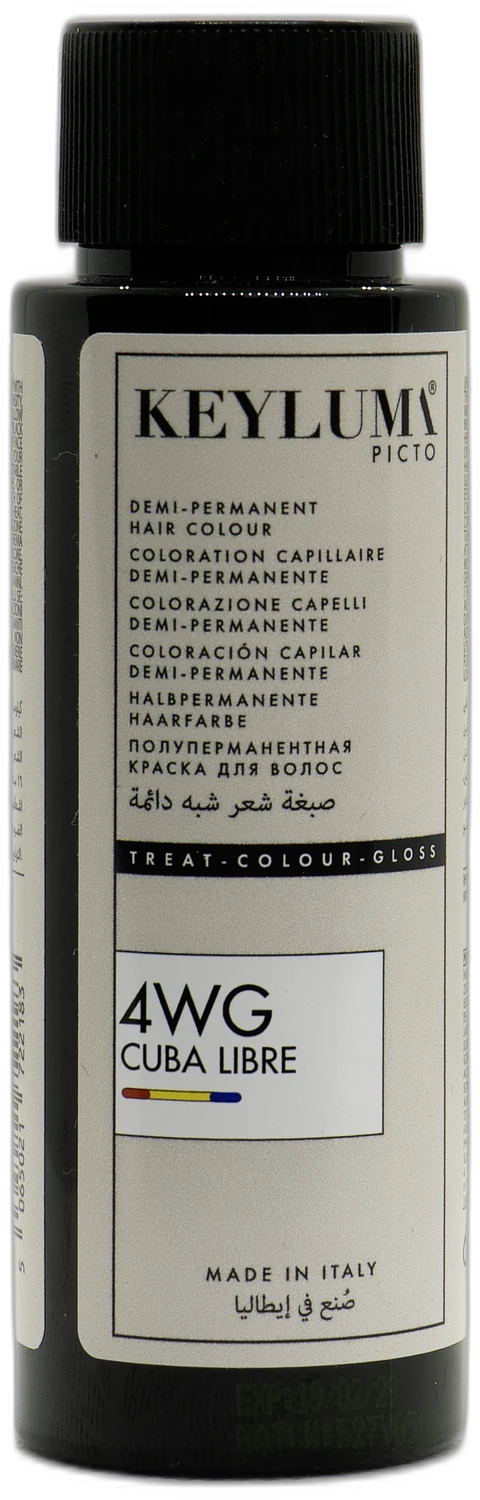 KEYLUMA®
PICTO
DEMI-PERMANENT
HAIR COLOUR
COLORATION CAPILLAIRE
DEMI-PERMANENTE
COLORAZIONE CAPELLI
DEMI-PERMANENTE
COLORACIÓN CAPILAR
DEMI-PERMANENTE
HALBPERMANENTE
HAARFARBE
ПОЛУПЕРМАНЕНТНАЯ
КРАСКА ДЛЯ ВОЛОС
صبغة شعر شبه دائمة
TREAT-COLOUR-GLOSS
4WG
CUBA LIBRE
MADE IN ITALY
صُنع في إيطاليا